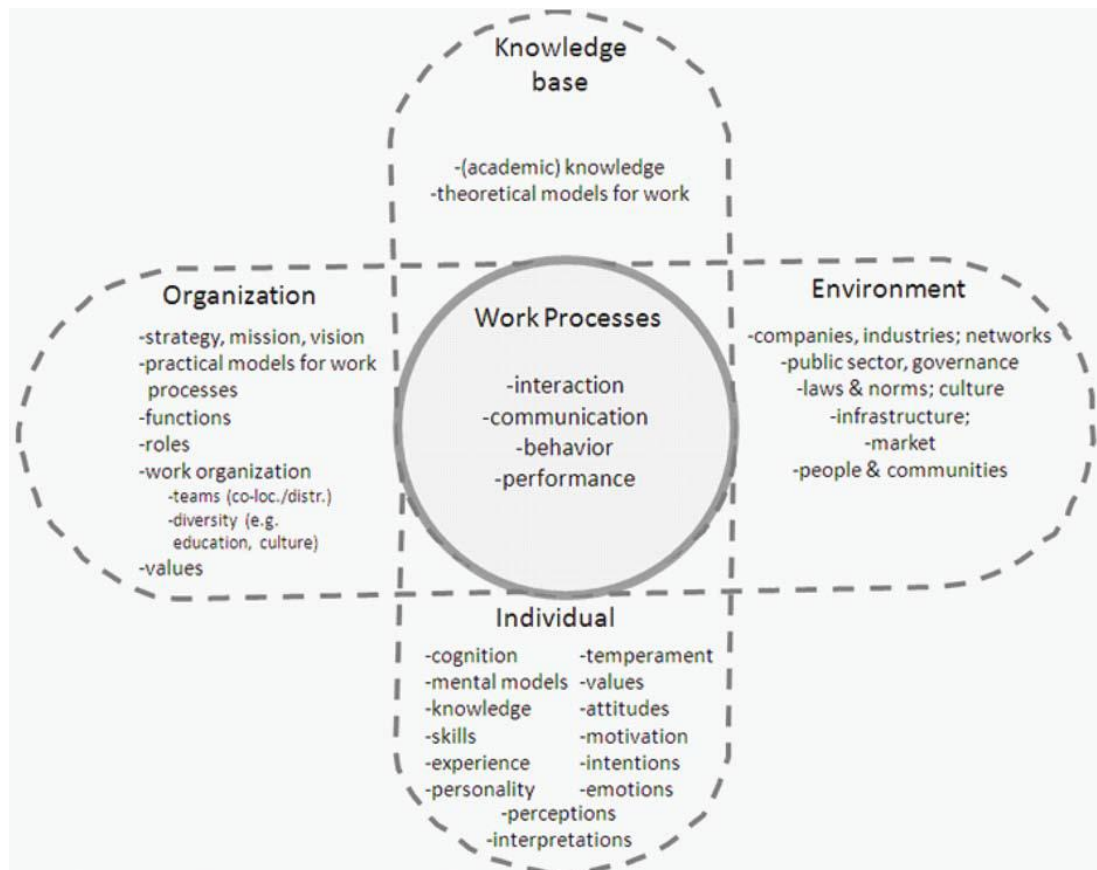 Knowledge
base
-(academic) knowledge
-theoretical models for work
Organization
-strategy, mission, vision
-practical models for work
processes
-functions
-roles
-work organization
-teams (co-loc./distr.)
-diversity (e.g.
education, culture)
-values
Work Processes
-interaction
-communication
-behavior
-performance
Environment
-companies, industries; networks
-public sector, governance
-laws & norms; culture
-infrastructure;
-market
-people & communities
Individual
-cognition
-mental models
-knowledge
-skills
-experience
-personality
-temperament
-values
-attitudes
-motivation
-intentions
-emotions
-perceptions
-interpretations